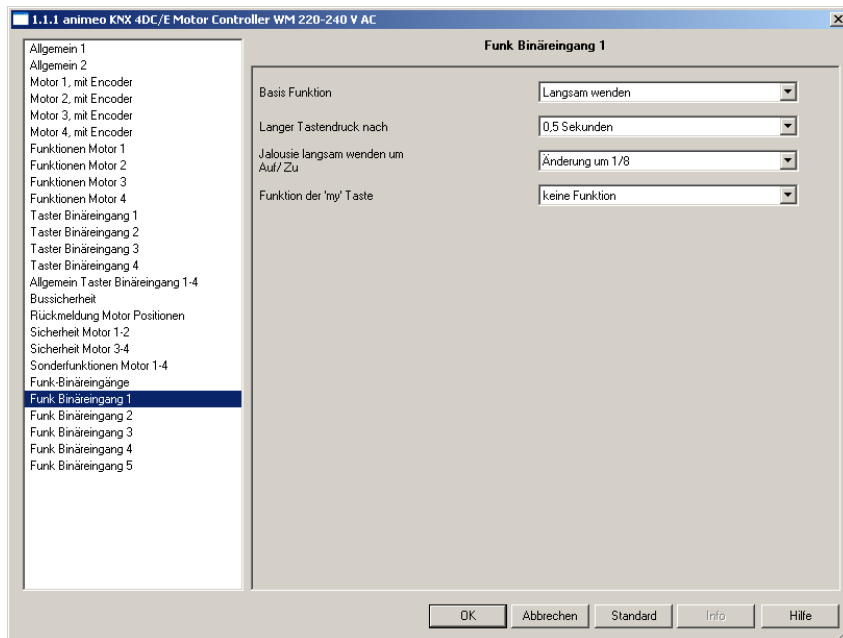 1.1.1 animeo KNX 4DC/E Motor Controller WM 220-240 V AC
Allgemein 1
Allgemein 2
Motor 1, mit Encoder
Motor 2, mit Encoder
Motor 3, mit Encoder
Motor 4, mit Encoder
Funktionen Motor 1
Funktionen Motor 2
Funktionen Motor 3
Funktionen Motor 4
Taster Binäreingang 1
Taster Binäreingang 2
Taster Binäreingang 3
Taster Binäreingang 4
Allgemein Taster Binäreingang 1-4
Bussicherheit
Rückmeldung Motor Positionen
Sicherheit Motor 1-2
Sicherheit Motor 3-4
Sonderfunktionen Motor 1-4
Funk-Binäreingänge
Funk Binäreingang 1
Funk Binäreingang 2
Funk Binäreingang 3
Funk Binäreingang 4
Funk Binäreingang 5
Funk Binäreingang 1
Basis Funktion
Langsam wenden
Langer Tastendruck nach
0,5 Sekunden
Jalousie langsam wenden um
Auf/ Zu
Änderung um 1/8
Funktion der 'my' Taste
keine Funktion
OK
Abbrechen
Standard
Info
Hilfe